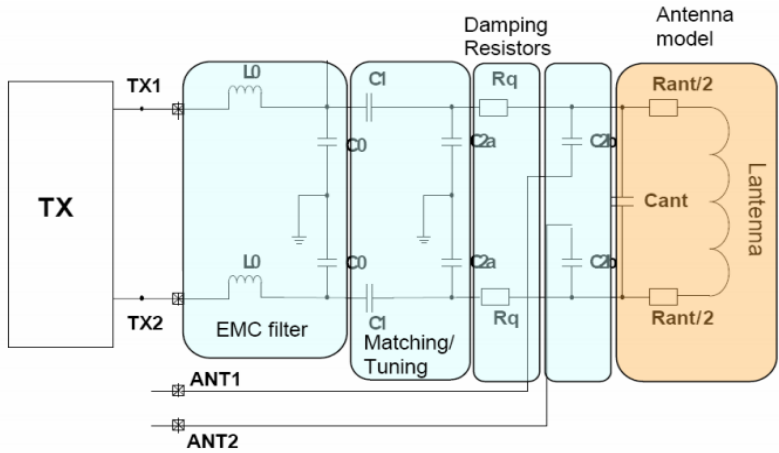 Damping
Resistors
Antenna
model
TX1
L0
C1
Rq
Rant/2
C0
C2a
C2b
TX
Cant
Lantenna
L0
C0
C2a
C2b
TX2
EMC filter
C1
Rq
Rant/2
Matching/
Tuning
ANT1
ANT2